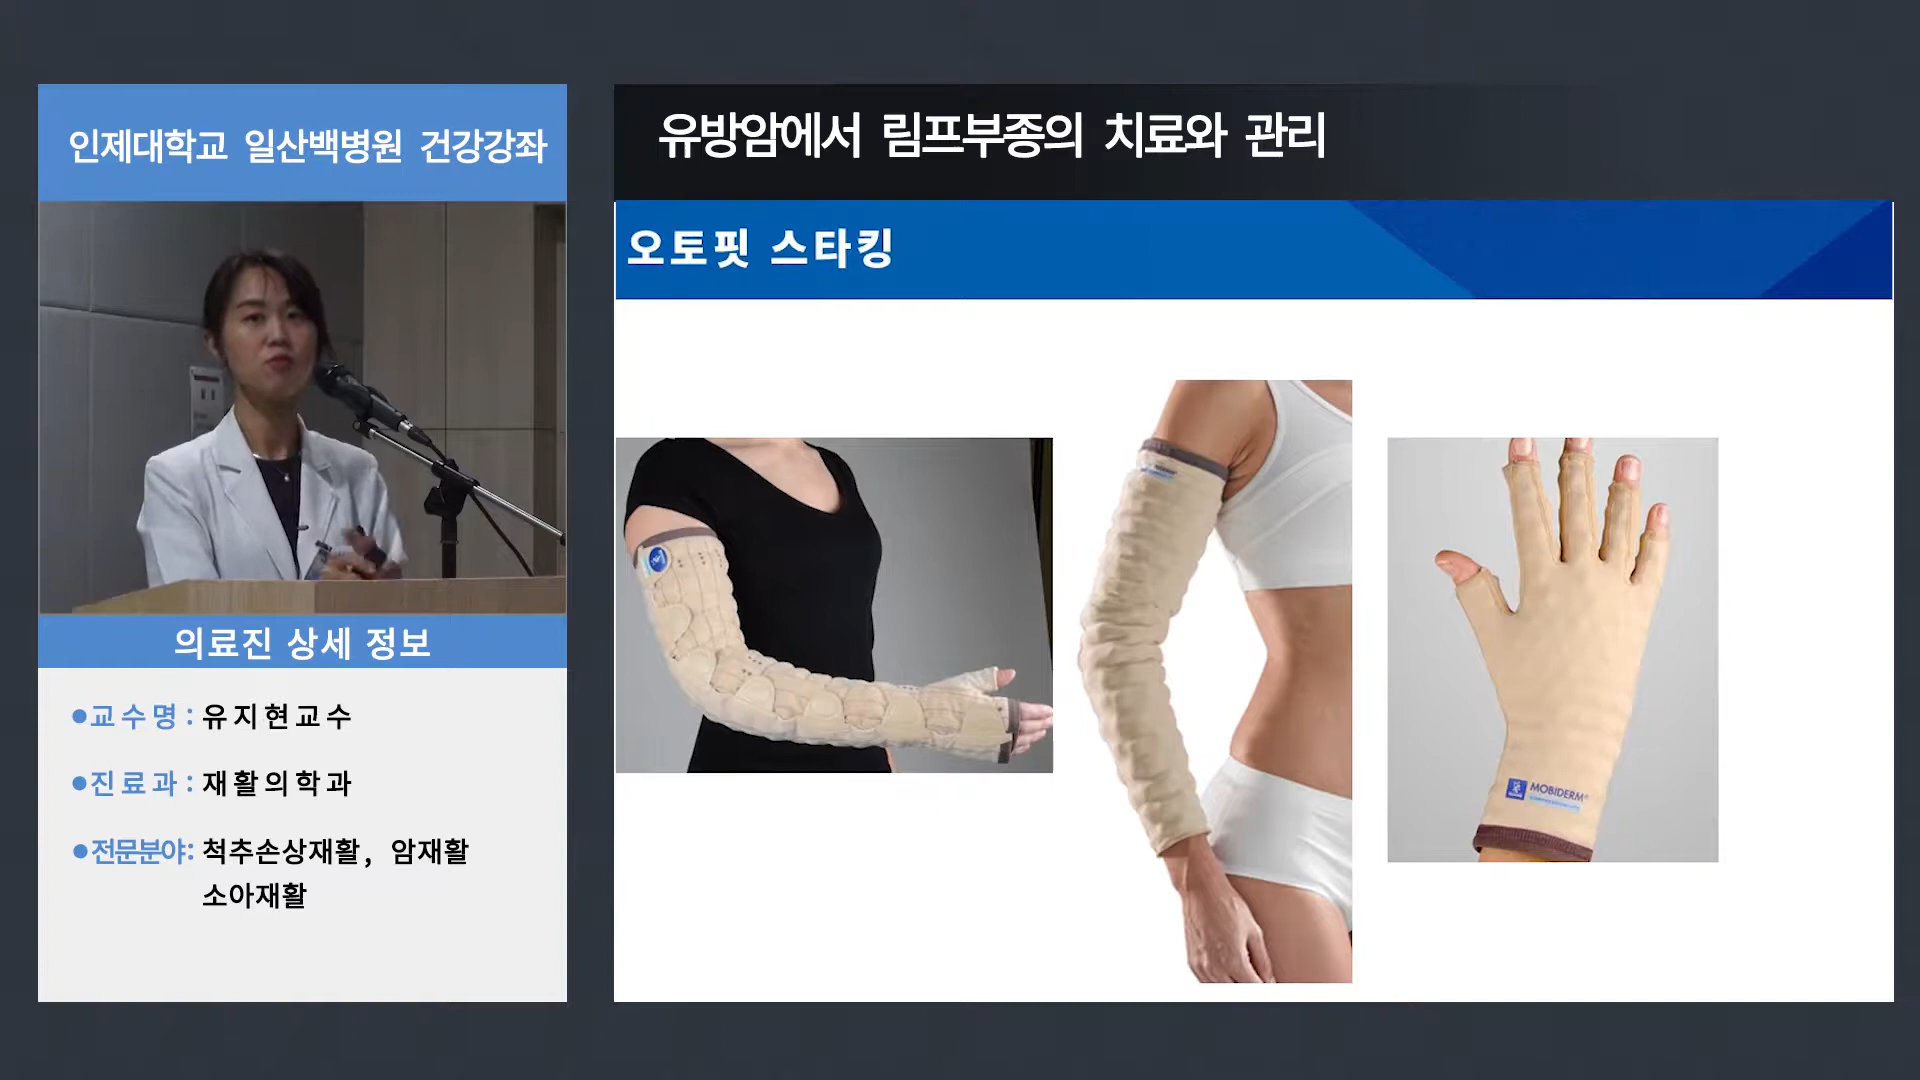 인제대학교 일산백병원 건강강좌
의료진 상세 정보
●교수명 : 유지현교수
●진료과 : 재활의학과
●전문분야: 척추손상재활, 암재활
소아재활
유방암에서 림프부종의 치료와 관리
오토핏 스타킹
MOBIDERM®